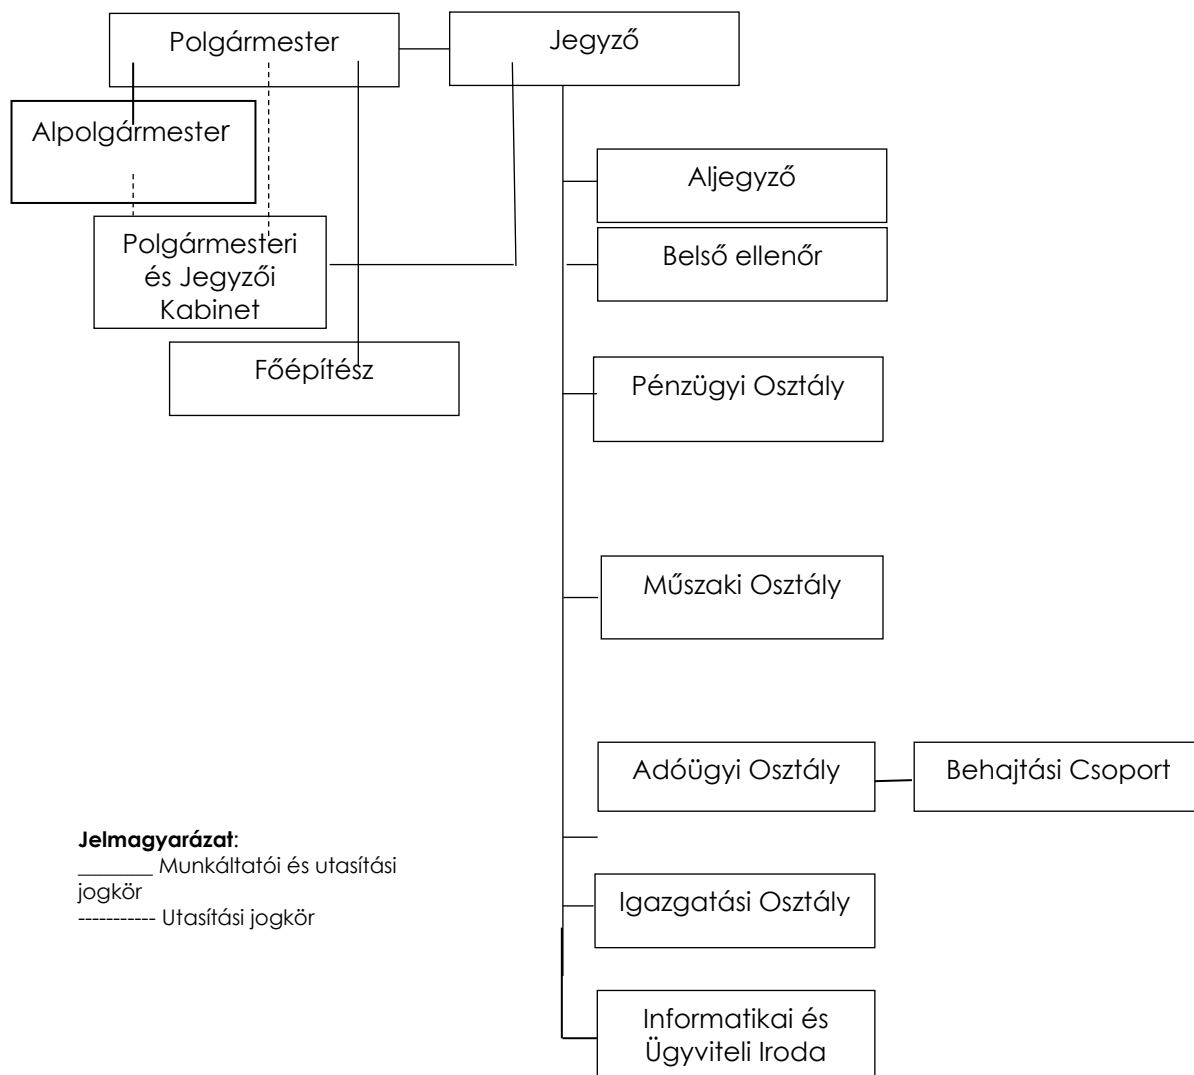 Polgármester
Jegyző
Alpolgármester
Aljegyző
Polgármesteri
és Jegyzői
Kabinet
Belső ellenőr
Főépítész
Pénzügyi Osztály
Műszaki Osztály
Adóügyi Osztály
Behajtási Csoport
Jelmagyarázat:
_______ Munkáltatói és utasítási
jogkör
----------- Utasítási jogkör
Igazgatási Osztály
Informatikai és
Ügyviteli Iroda